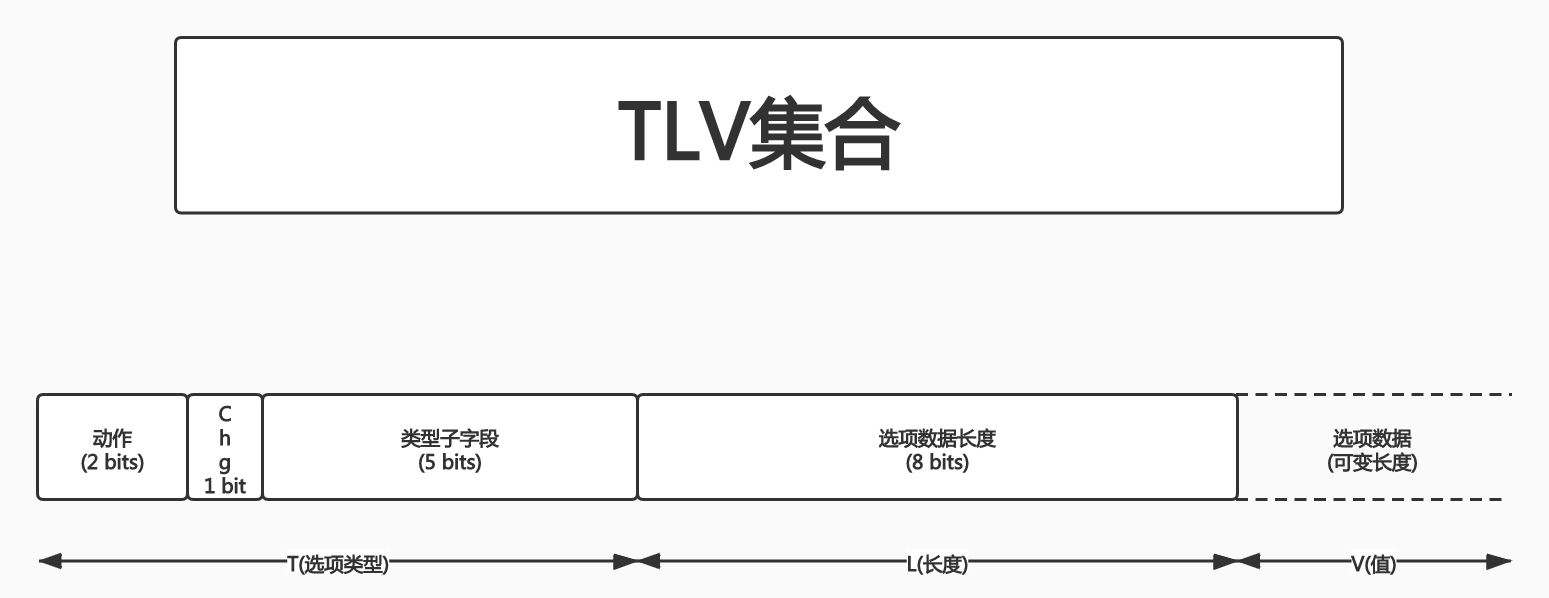 TLV集合
动作
(2 bits)
C
h
g
1 bit
类型子字段
(5 bits)
选项数据长度
(8 bits)
选项数据
(可变长度)
T(选项类型)
L(长度)
V(值)